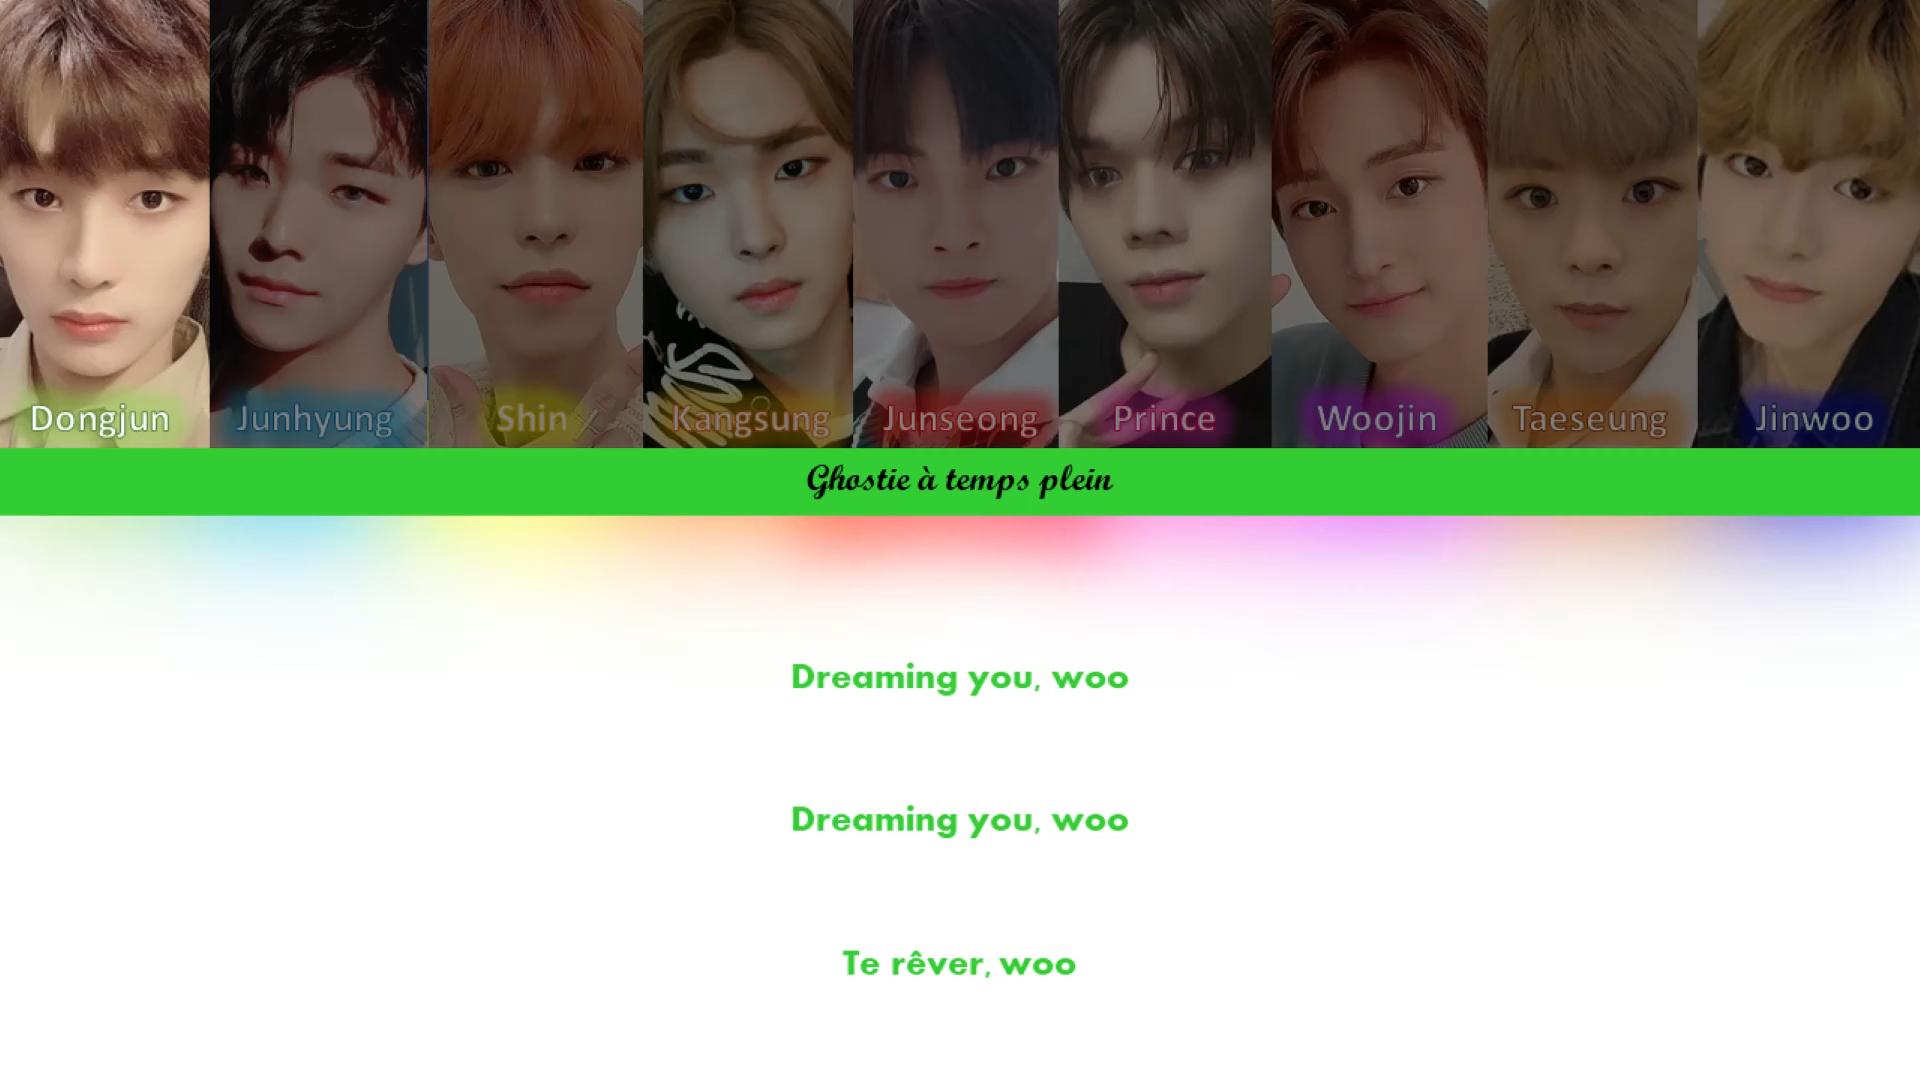 Dongjun Junhyung Shin Kangsung Junseong Prince Woojin Taeseung Jinwoo
Ghostie à temps plein
Dreaming you, woo
Dreaming you, woo
Te rêver, woo